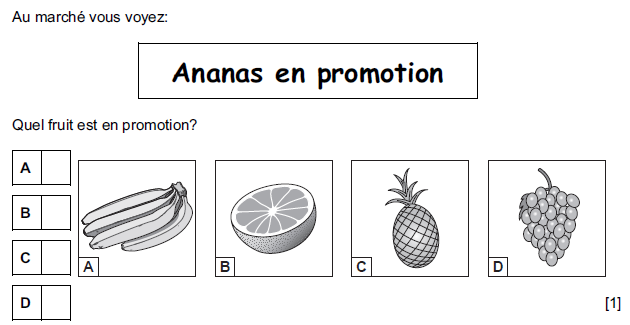 Au marché vous voyez:
Ananas en promotion
Quel fruit est en promotion?
A
B
C
D
A
B
C
D
[1]